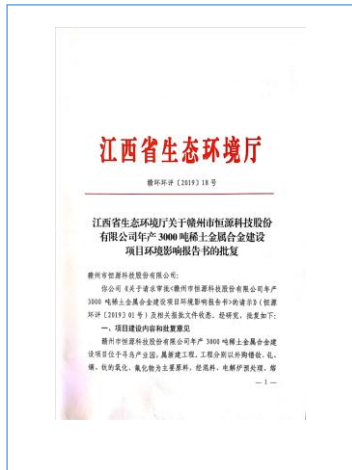 江西省生态环境厅
赣环环评〔2019〕18号
江西省生态环境厅关于赣州市恒源科技股份
有限公司年产3000吨稀土金属合金建设
项目环境影响报告书的批复
赣州市恒源科技股份有限公司:
你公司《关于请求审批<赣州市恒源科技股份有限公司年产
3000吨稀土金属合金建设项目环境影响报告书>的请示》(恒源
环评〔2019〕01号)及相关报批文件收悉。经研究,批复如下:
一、项目建设内容和批复意见
赣州市恒源科技股份有限公司年产3000吨稀土金属合金建
设项目位于寻乌产业园,属新建工程。工程分别以外购镨钕、钆、
镝、钬的氧化、氟化物为主要原料,经混料、电解炉预处理、熔
— 1 —